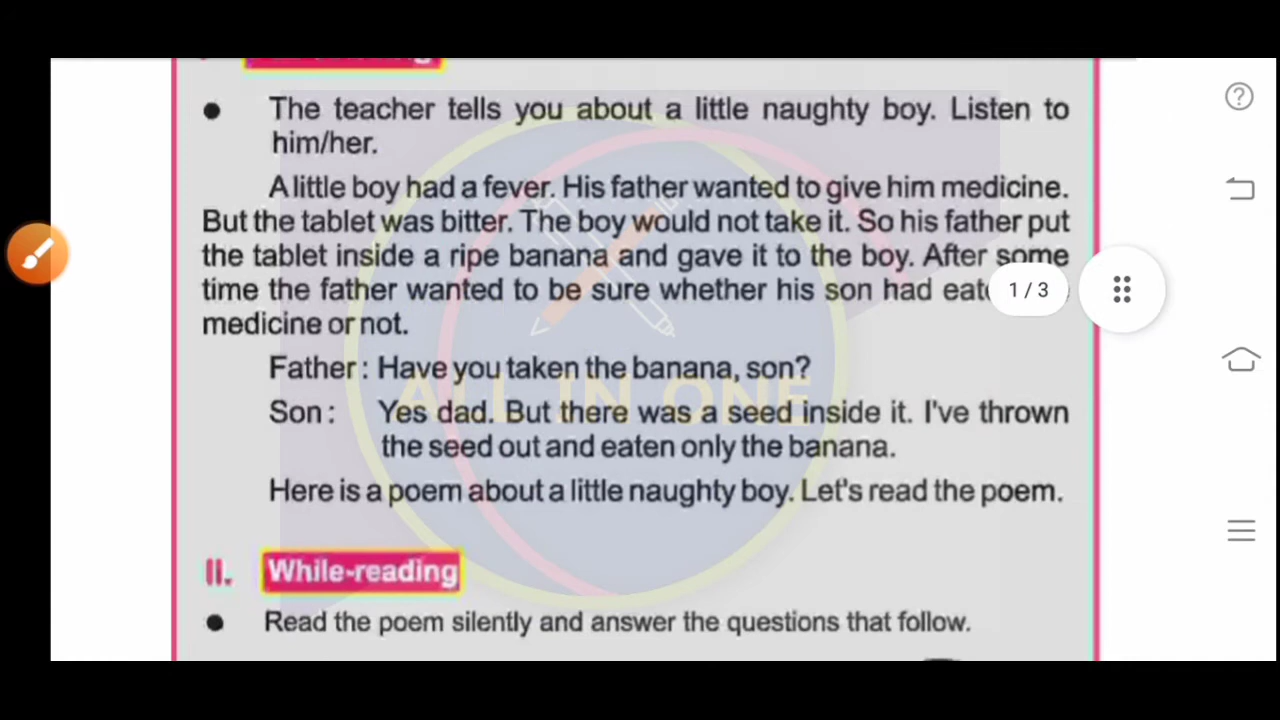 The teacher tells you about a little naughty boy. Listen to
him/her.
A little boy had a fever. His father wanted to give him medicine.
But the tablet was bitter. The boy would not take it. So his father put
the tablet inside a ripe banana and gave it to the boy. After some
time the father wanted to be sure whether his son had
medicine or not.
1 / 3
Father : Have you taken the banana, son?
Son : Yes dad. But there was a seed inside it. I've thrown
the seed out and eaten only the banana.
Here is a poem about a little naughty boy. Let's read the poem.
II. While-reading
● Read the poem silently and answer the questions that follow.
ALL IN ONE